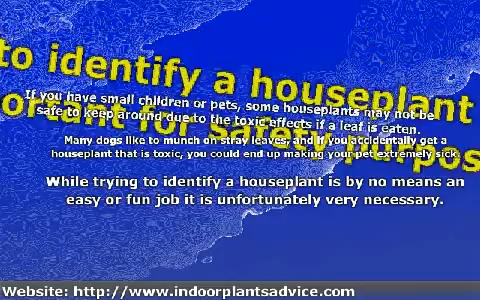 to identify a houseplant
If you have small children or pets, some houseplants may not be
safe to keep around due to the toxic effects if a leaf is eaten.
ortant for safety purpos
Many dogs like to munch on stray leaves, and if you accidentally get a
houseplant that is toxic, you could end up making your pet extremely sick.
While trying to identify a houseplant is by no means an
easy or fun job it is unfortunately very necessary.
Website: http://www.indoorplantsadvice.com